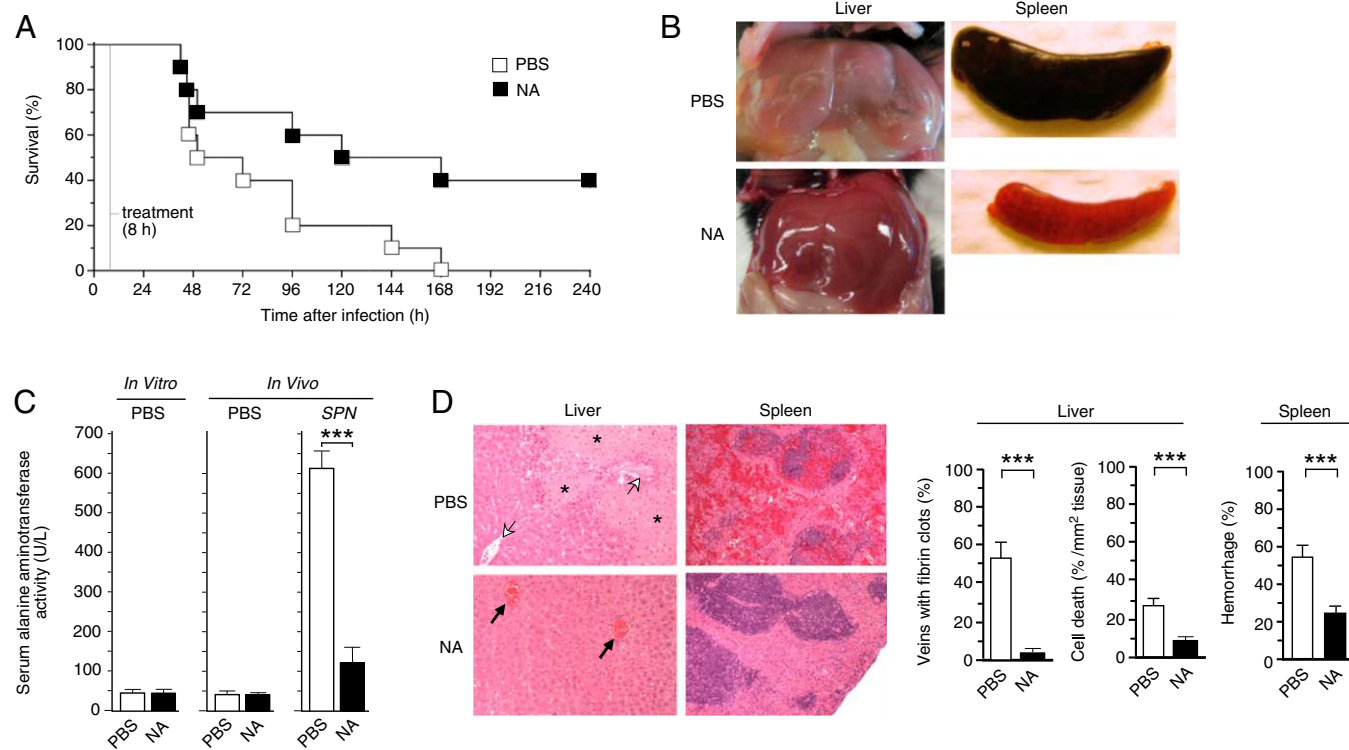 A
100
80
60
40
20
0
Survival (%)
PBS
NA
treatment
(8 h)
0 24 48 72 96 120 144 168 192 216 240
Time after infection (h)
B
Liver Spleen
PBS
NA
C
In Vitro In Vivo
PBS PBS SPN
***
700
600
500
400
300
200
100
0
Serum alanine aminotransferase
activity (U/L)
PBS NA PBS NA PBS NA
D
Liver Spleen
PBS
* * *
NA
Liver Spleen
*** *** ***
Veins with fibrin clots (%)
100
80
60
40
20
0
PBS NA
Cell death (% /mm² tissue)
100
80
60
40
20
0
PBS NA
Hemorrhage (%)
100
80
60
40
20
0
PBS NA